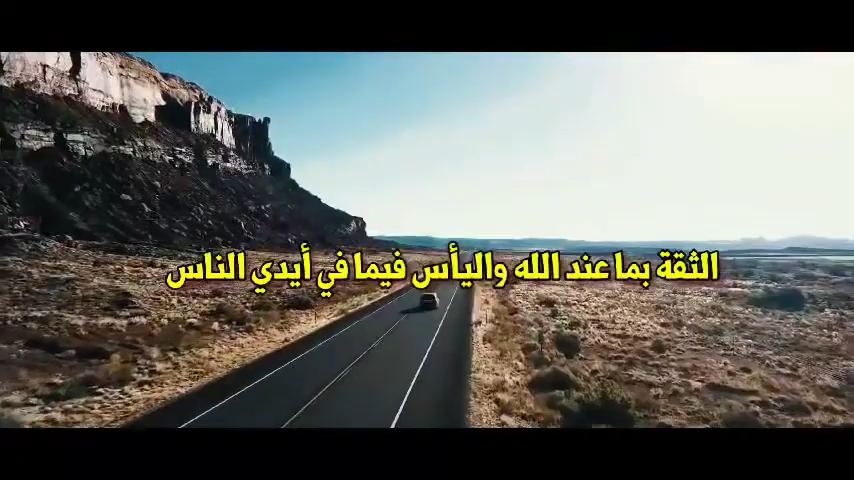 الثقة بما عند الله واليأس فيما في أيدي الناس